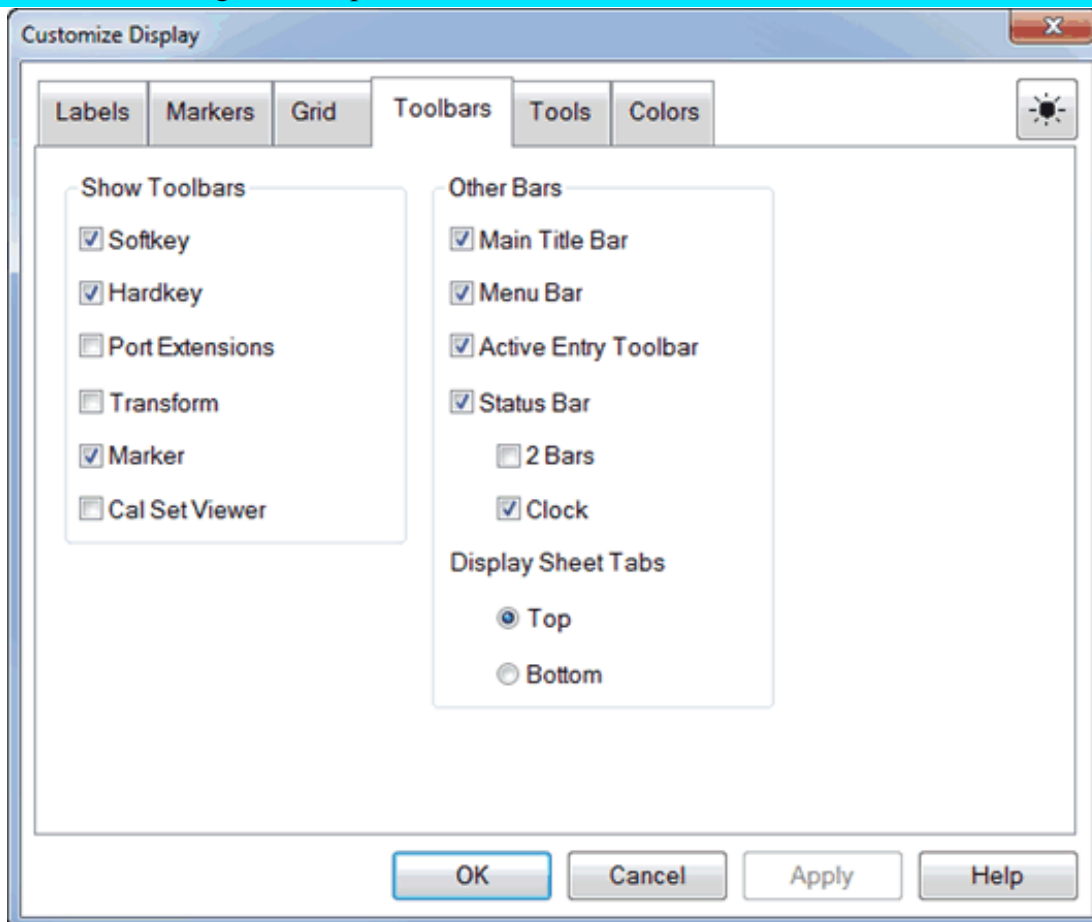 Customize Display
Labels Markers Grid Toolbars Tools Colors
Show Toolbars
Softkey
Hardkey
Port Extensions
Transform
Marker
Cal Set Viewer
Other Bars
Main Title Bar
Menu Bar
Active Entry Toolbar
Status Bar
2 Bars
Clock
Display Sheet Tabs
Top
Bottom
OK Cancel Apply Help